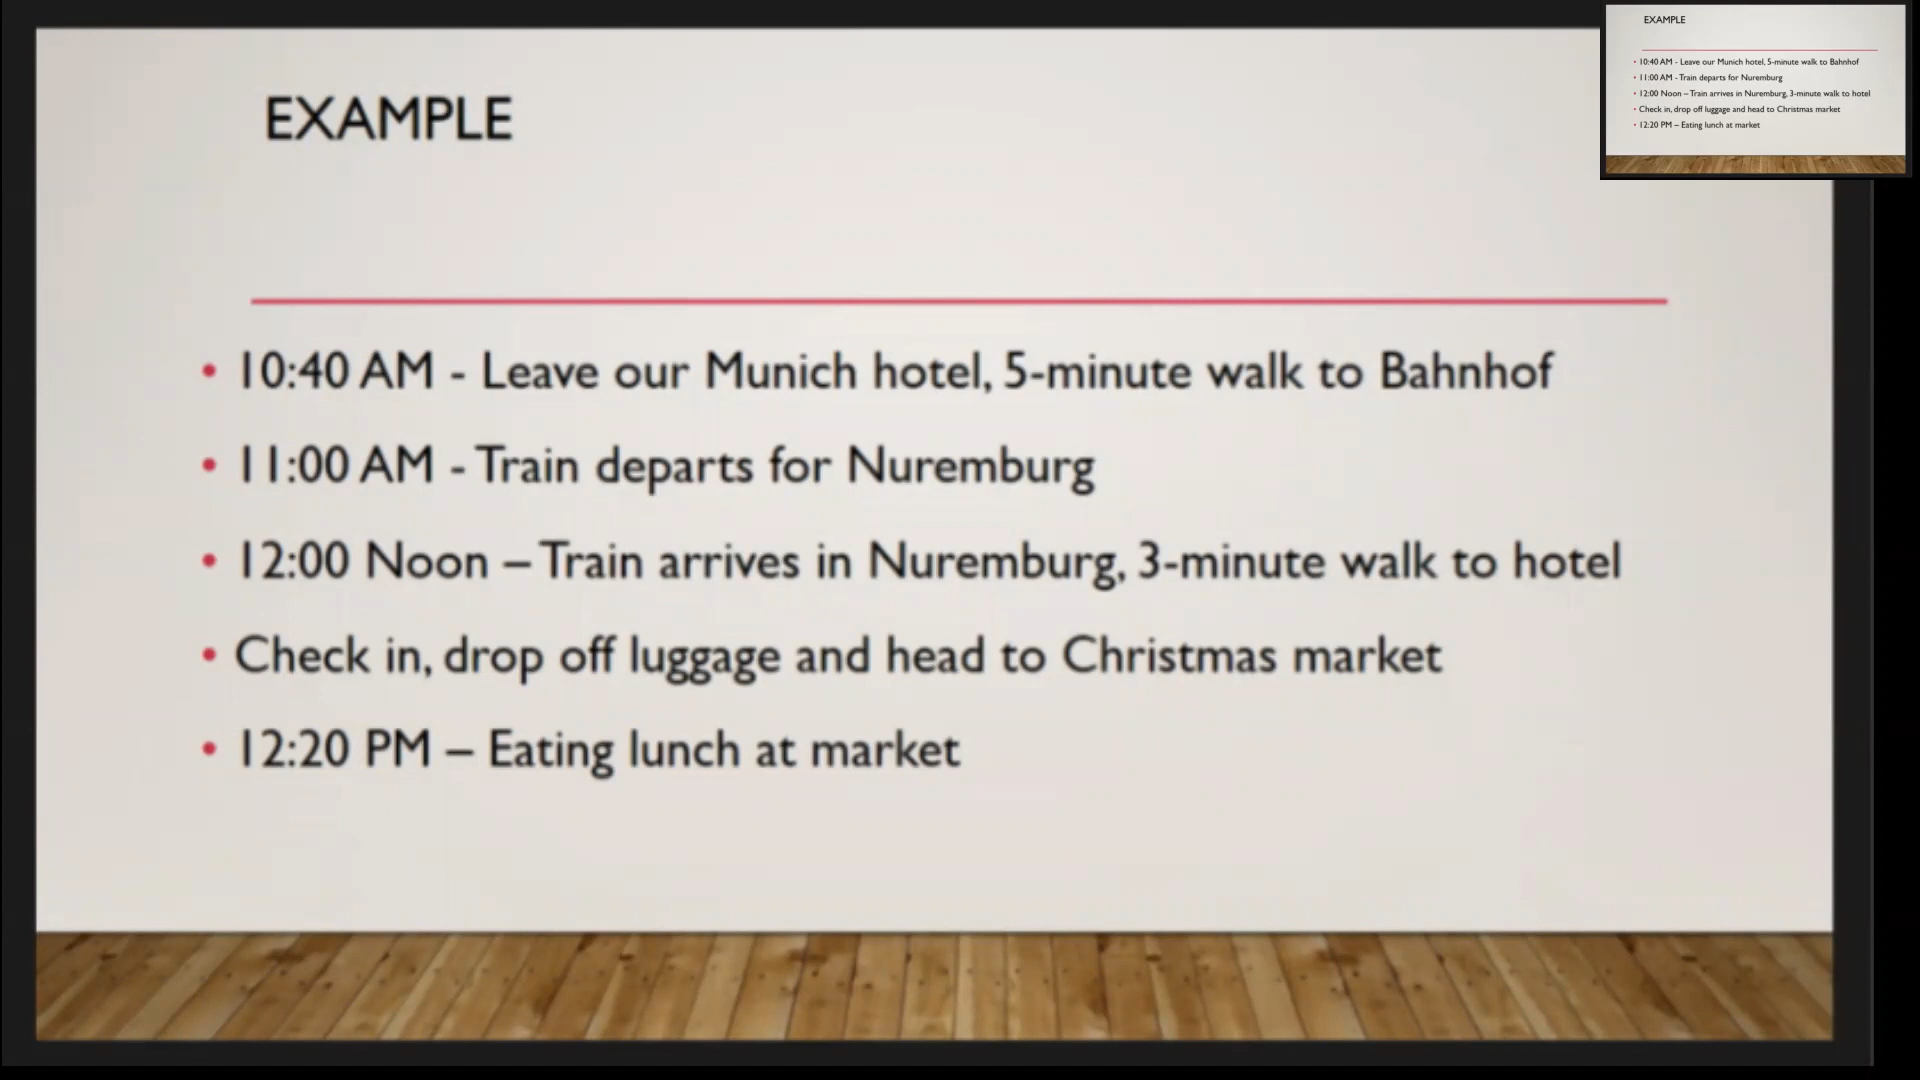 EXAMPLE
• 10:40 AM - Leave our Munich hotel, 5-minute walk to Bahnhof
• 11:00 AM - Train departs for Nuremburg
• 12:00 Noon – Train arrives in Nuremburg, 3-minute walk to hotel
• Check in, drop off luggage and head to Christmas market
• 12:20 PM – Eating lunch at market
EXAMPLE
• 10:40 AM - Leave our Munich hotel, 5-minute walk to Bahnhof
• 11:00 AM - Train departs for Nuremburg
• 12:00 Noon – Train arrives in Nuremburg, 3-minute walk to hotel
• Check in, drop off luggage and head to Christmas market
• 12:20 PM – Eating lunch at market